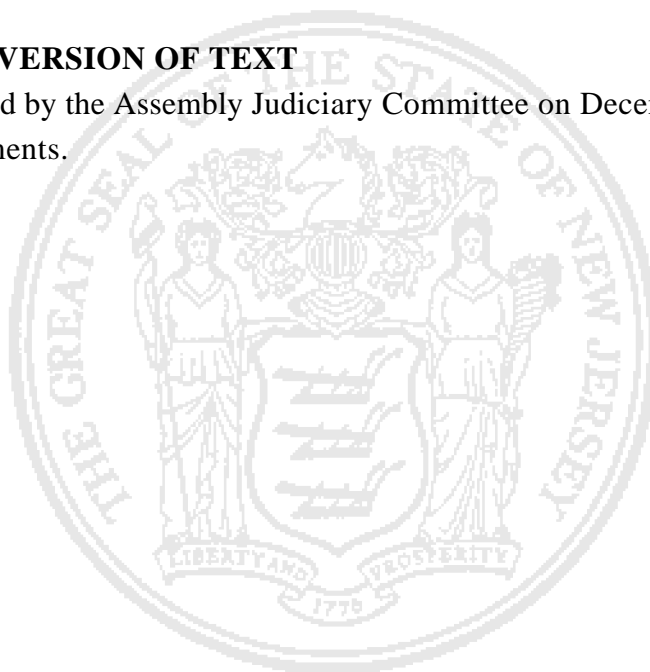 VERSION OF TEXT
d by the Assembly Judiciary Committee on Dece
ents.
THE GREAT SEAL OF THE STATE OF NEW JERSEY
LIBERTY AND PROSPERITY
1776